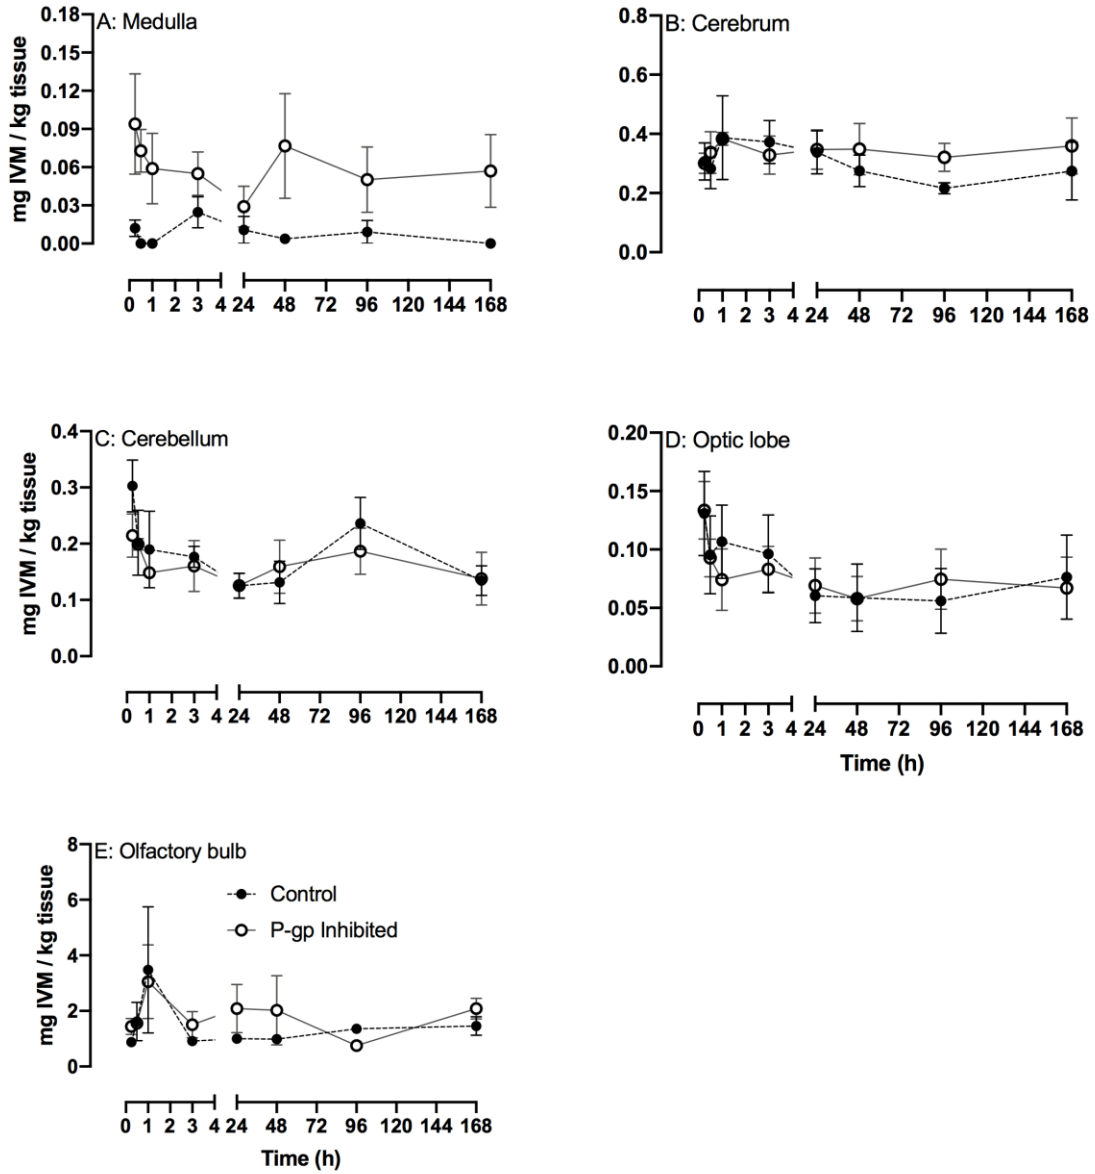 A: Medulla
mg IVM / kg tissue
0.18
0.15
0.12
0.09
0.06
0.03
0.00
0 1 2 3 4 24 48 72 96 120 144 168
B: Cerebrum
0.8
0.6
0.4
0.2
0.0
0 1 2 3 4 24 48 72 96 120 144 168
C: Cerebellum
mg IVM / kg tissue
0.4
0.3
0.2
0.1
0.0
0 1 2 3 4 24 48 72 96 120 144 168
D: Optic lobe
0.20
0.15
0.10
0.05
0.00
0 1 2 3 4 24 48 72 96 120 144 168
Time (h)
E: Olfactory bulb
mg IVM / kg tissue
8
6
4
2
0
Control
P-gp Inhibited
0 1 2 3 4 24 48 72 96 120 144 168
Time (h)